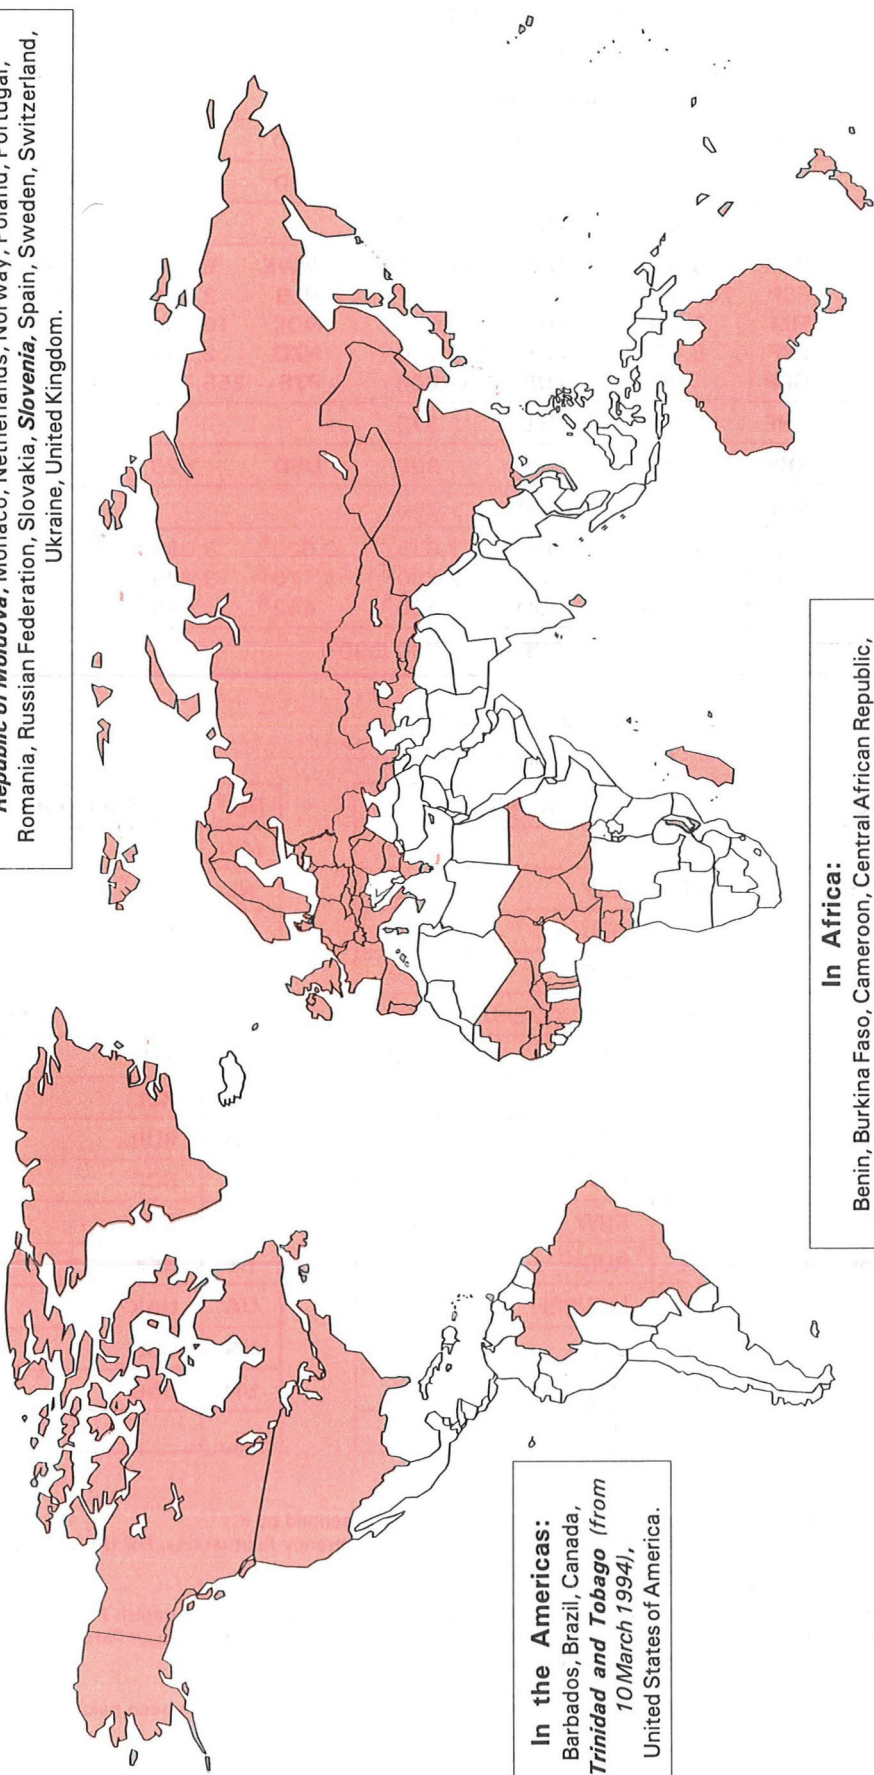 Republic of Moldova, Monaco, Netherlands, Norway, Poland, Portugal,
Romania, Russian Federation, Slovakia, Slovenia, Spain, Sweden, Switzerland,
Ukraine, United Kingdom.
In the Americas:
Barbados, Brazil, Canada,
Trinidad and Tobago (from
10 March 1994),
United States of America.
In Africa:
Benin, Burkina Faso, Cameroon, Central African Republic,